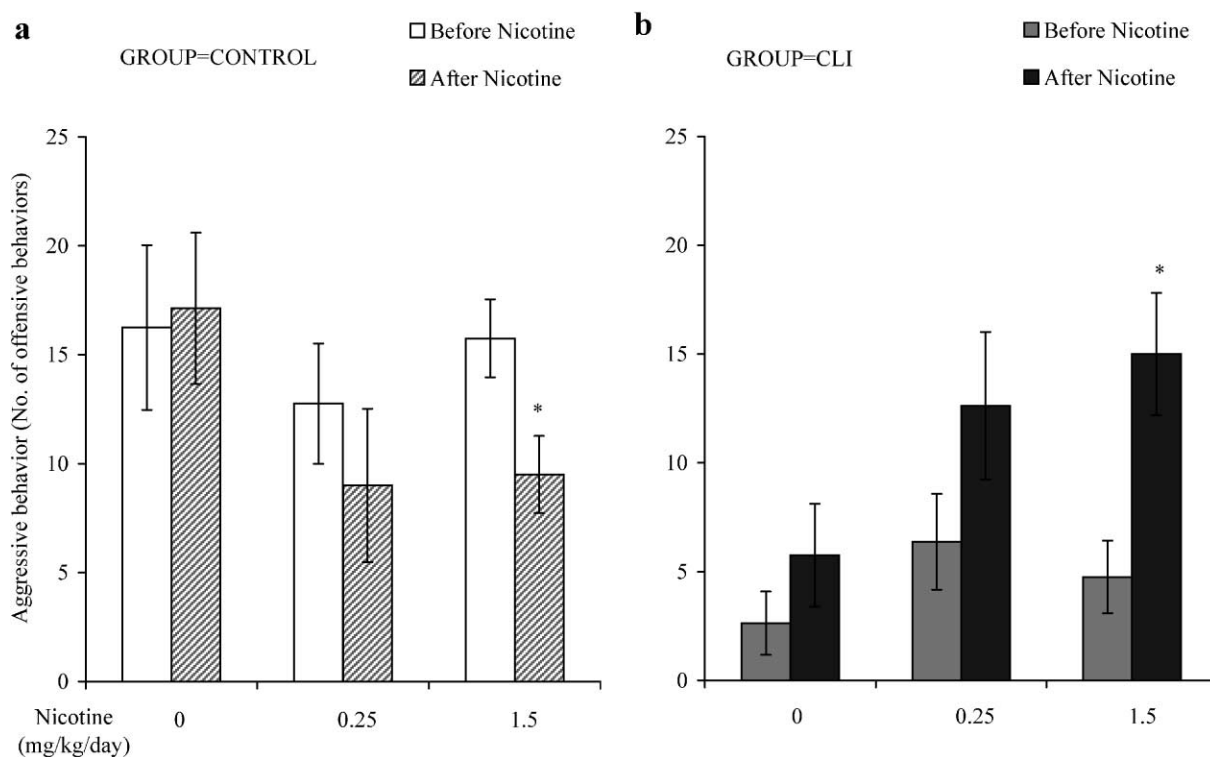 a
GROUP=CONTROL
Before Nicotine
After Nicotine
Aggressive behavior (No. of offensive behaviors)
25
20
15
10
5
0
*
Nicotine
(mg/kg/day)
0
0.25
1.5
b
GROUP=CLI
Before Nicotine
After Nicotine
25
20
15
10
5
0
*
0
0.25
1.5